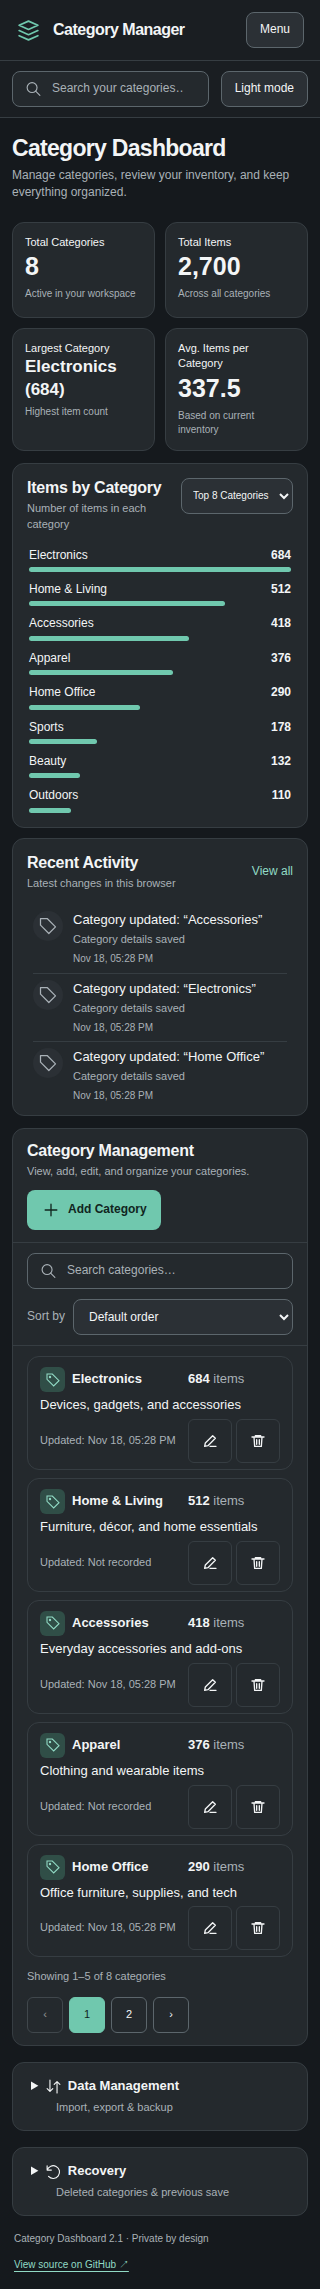 Category Manager
Menu
Search your categories..
Light mode
Category Dashboard
Manage categories, review your inventory, and keep
everything organized.
Total Categories
8
Active in your workspace
Total Items
2,700
Across all categories
Largest Category
Electronics
(684)
Highest item count
Avg. Items per
Category
337.5
Based on current
inventory
Items by Category
Number of items in each
category
Top 8 Categories
Electronics 684
Home & Living 512
Accessories 418
Apparel 376
Home Office 290
Sports 178
Beauty 132
Outdoors 110
Recent Activity
Latest changes in this browser
View all
Category updated: “Accessories”
Category details saved
Nov 18, 05:28 PM
Category updated: “Electronics”
Category details saved
Nov 18, 05:28 PM
Category updated: “Home Office”
Category details saved
Nov 18, 05:28 PM
Category Management
View, add, edit, and organize your categories.
Add Category
Search categories…
Sort by Default order
Electronics 684 items
Devices, gadgets, and accessories
Updated: Nov 18, 05:28 PM
Home & Living 512 items
Furniture, décor, and home essentials
Updated: Not recorded
Accessories 418 items
Everyday accessories and add-ons
Updated: Nov 18, 05:28 PM
Apparel 376 items
Clothing and wearable items
Updated: Not recorded
Home Office 290 items
Office furniture, supplies, and tech
Updated: Nov 18, 05:28 PM
Showing 1–5 of 8 categories
‹ 1 2 ›
Data Management
Import, export & backup
Recovery
Deleted categories & previous save
Category Dashboard 2.1 · Private by design
View source on GitHub ↗